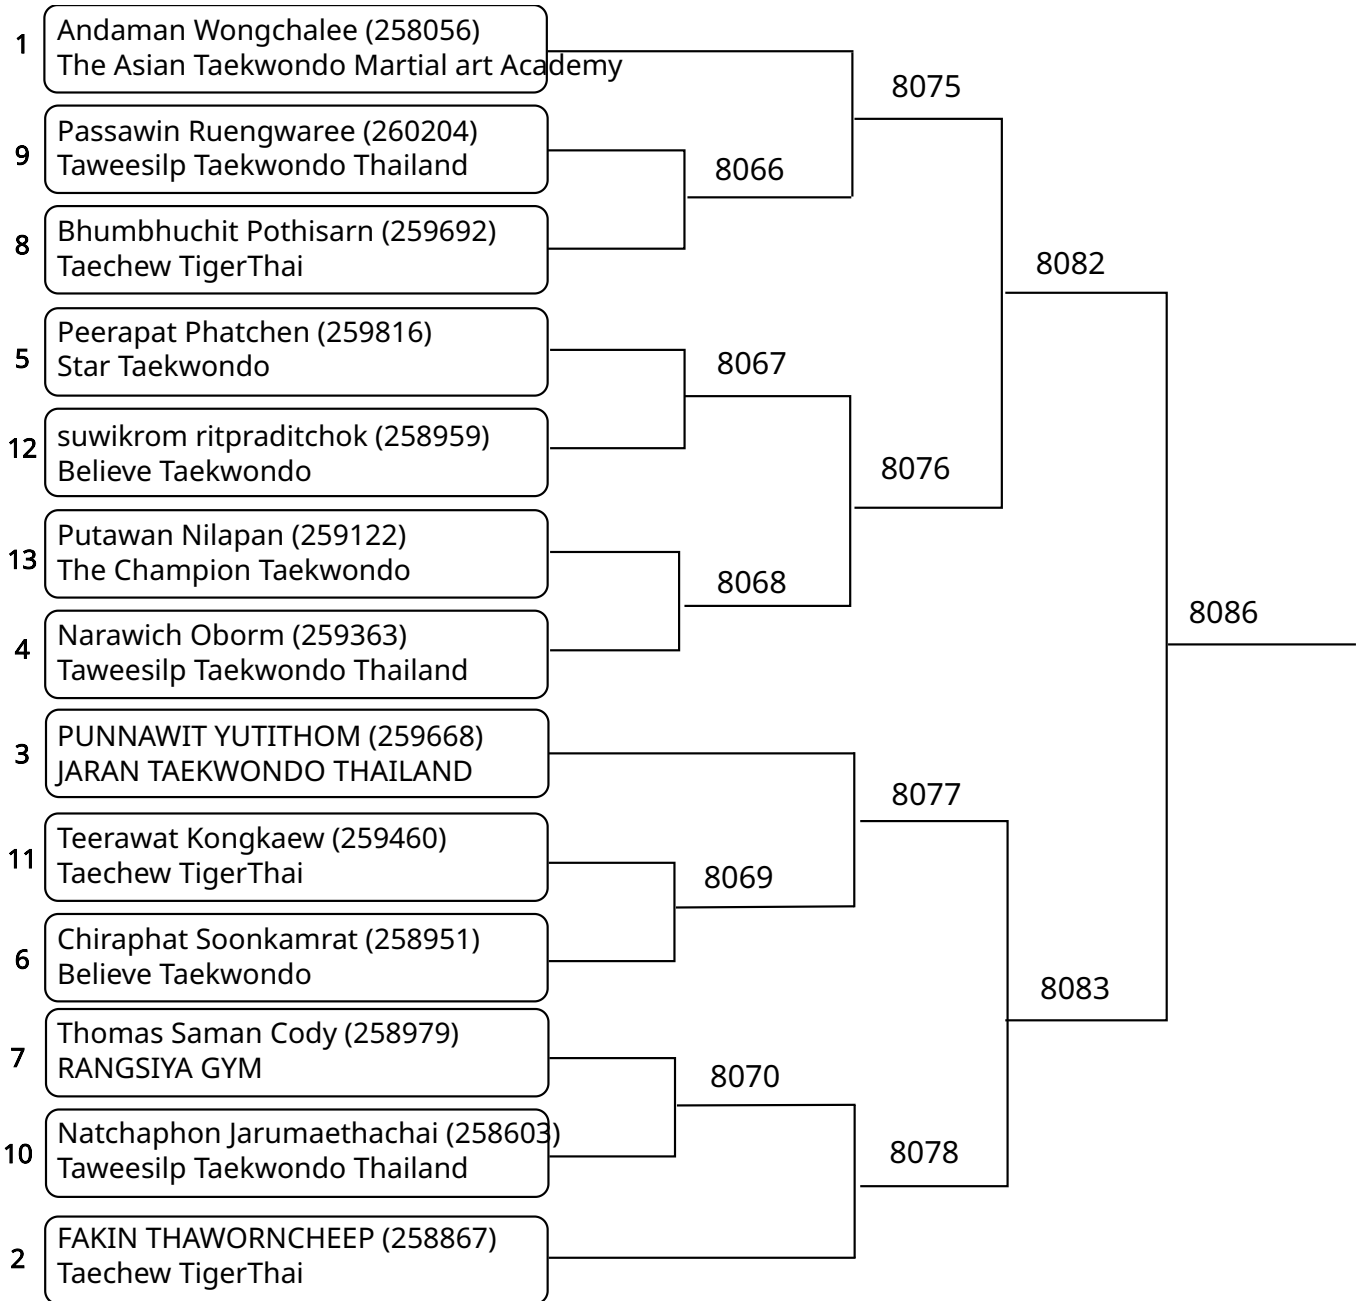 1
Andaman Wongchalee (258056)
The Asian Taekwondo Martial art Academy
8075
9
Passawin Ruengwaree (260204)
Taweesilp Taekwondo Thailand
8066
8
Bhumbhuchit Pothisarn (259692)
Taechew TigerThai
8082
5
Peerapat Phatchen (259816)
Star Taekwondo
8067
12
suwikrom ritpraditchok (258959)
Believe Taekwondo
8076
13
Putawan Nilapan (259122)
The Champion Taekwondo
8068
4
Narawich Oborm (259363)
Taweesilp Taekwondo Thailand
8086
3
PUNNAWIT YUTITHOM (259668)
JARAN TAEKWONDO THAILAND
8077
11
Teerawat Kongkaew (259460)
Taechew TigerThai
8069
6
Chiraphat Soonkamrat (258951)
Believe Taekwondo
8083
7
Thomas Saman Cody (258979)
RANGSIYA GYM
8070
10
Natchaphon Jarumaethachai (258603)
Taweesilp Taekwondo Thailand
8078
2
FAKIN THAWORNCHEEP (258867)
Taechew TigerThai